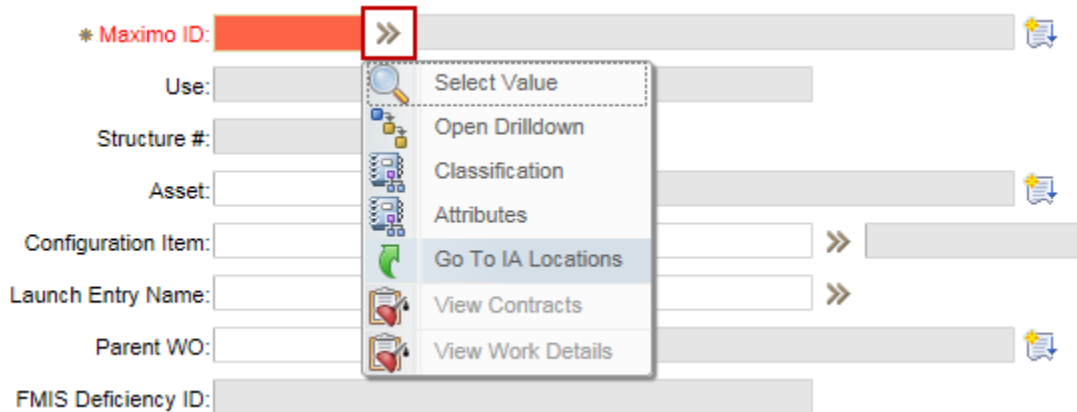 * Maximo ID:
Use:
Select Value
Structure #:
Open Drilldown
Classification
Asset:
Attributes
Configuration Item:
Go To IA Locations
Launch Entry Name:
View Contracts
Parent WO:
View Work Details
FMIS Deficiency ID: